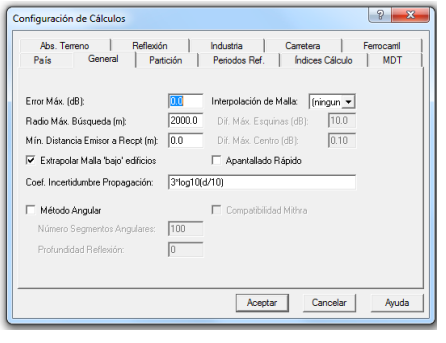 Configuración de Cálculos
Abs. Terreno Reflexión Industria Carretera Ferrocarril
País General Partición Periodos Ref. Índices Cálculo MDT
Error Máx. (dB): 0.0 Interpolación de Malla: (ningun
Radio Máx. Búsqueda (m): 2000.0 Dif. Máx. Esquinas (dB): 10.0
Mín. Distancia Emisor a Recpt (m): 0.0 Dif. Máx. Centro (dB): 0.10
Extrapolar Malla 'bajo' edificios Apantallado Rápido
Coef. Incertidumbre Propagación: 3*log10(d/10)
Método Angular Compatibilidad Mithra
Número Segmentos Angulares: 100
Profundidad Reflexión: 0
Aceptar Cancelar Ayuda